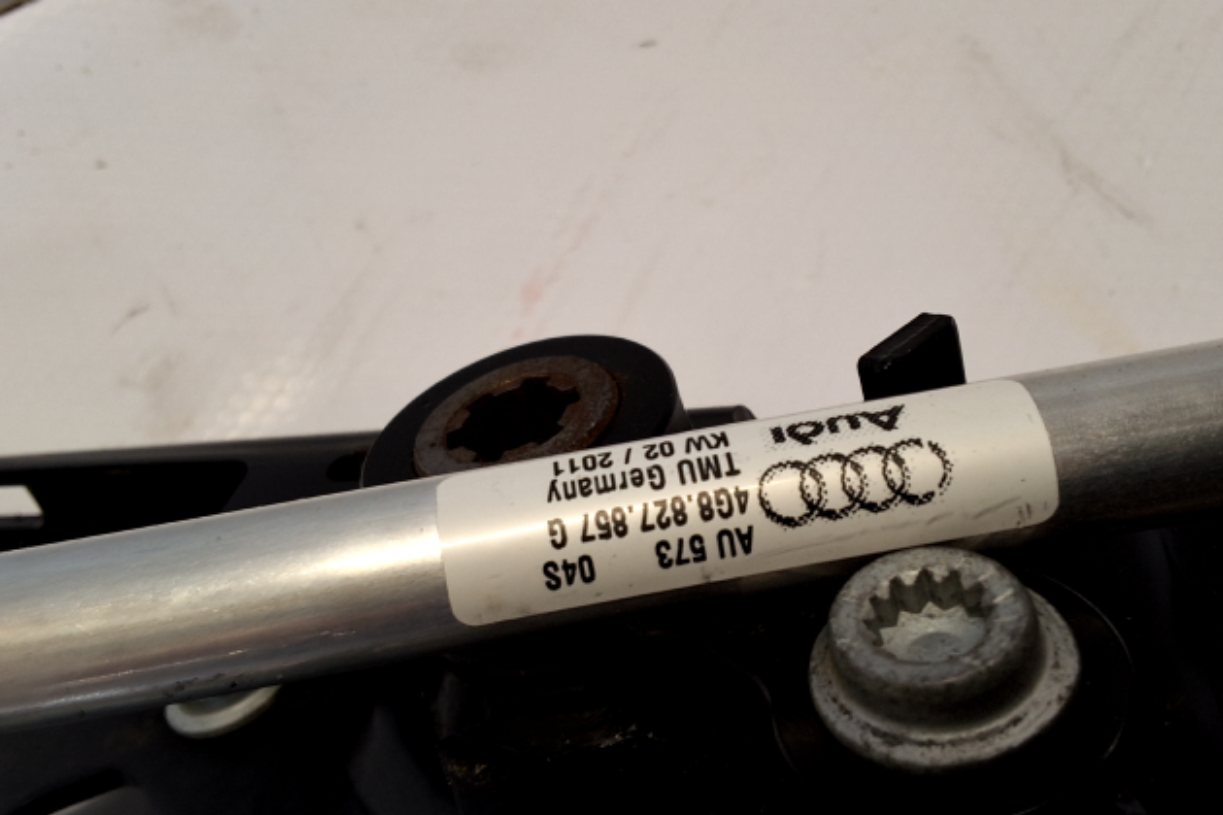 AU 573 04S
4G8.827.857 G
TMU Germany
KW 02 / 2011
Audi